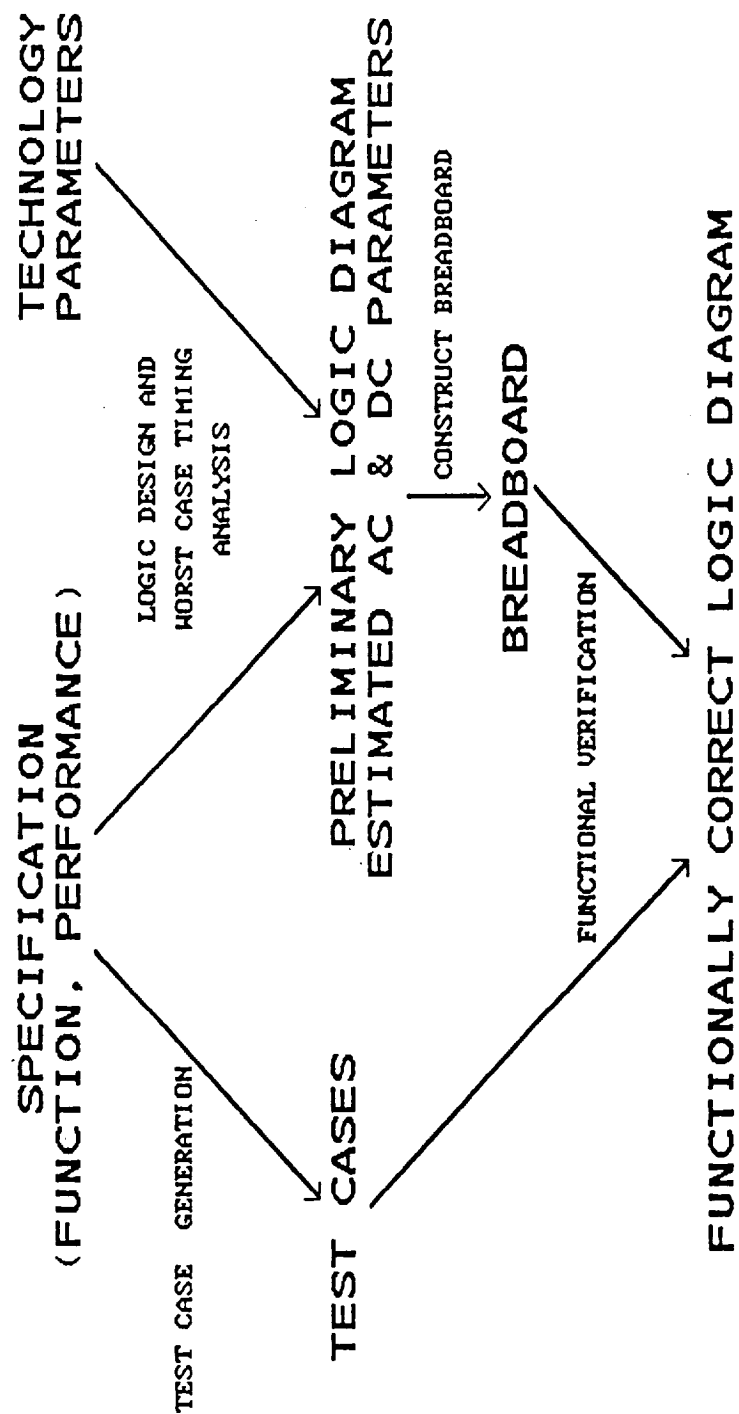 SPECIFICATION
(FUNCTION, PERFORMANCE)
TECHNOLOGY
PARAMETERS
TEST CASE GENERATION
LOGIC DESIGN AND
WORST CASE TIMING
ANALYSIS
TEST CASES
PRELIMINARY LOGIC DIAGRAM
ESTIMATED AC & DC PARAMETERS
CONSTRUCT BREADBOARD
BREADBOARD
FUNCTIONAL VERIFICATION
FUNCTIONALLY CORRECT LOGIC DIAGRAM